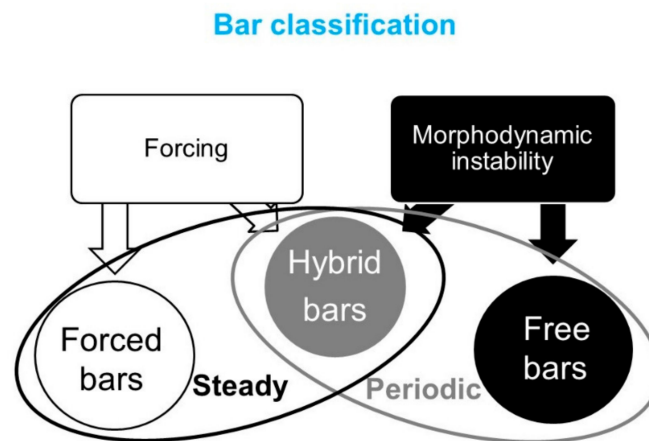 Bar classification
Forcing
Morphodynamic
instability
Hybrid
bars
Forced
bars
Free
bars
Steady
Periodic